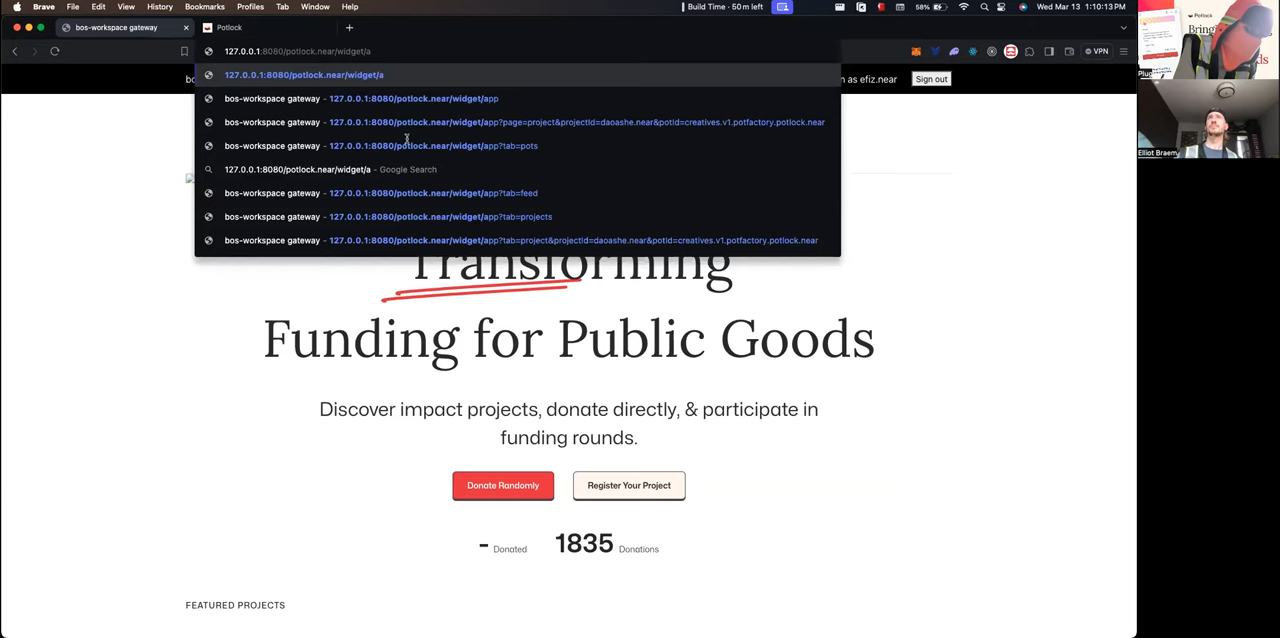 Brave File Edit View History Bookmarks Profiles Tab Window Help
Build Time - 50 m left
58%
Wed Mar 13 1:10:13 PM
bos-workspace gateway
Potlock
127.0.0.1:8080/potlock.near/widget/a
VPN
127.0.0.1:8080/potlock.near/widget/a
bos-workspace gateway – 127.0.0.1:8080/potlock.near/widget/app
bos-workspace gateway – 127.0.0.1:8080/potlock.near/widget/app?page=project&projectId=daoashe.near&potId=creatives.v1.potfactory.potlock.near
bos-workspace gateway – 127.0.0.1:8080/potlock.near/widget/app?tab=pots
127.0.0.1:8080/potlock.near/widget/a - Google Search
bos-workspace gateway – 127.0.0.1:8080/potlock.near/widget/app?tab=feed
bos-workspace gateway – 127.0.0.1:8080/potlock.near/widget/app?tab=projects
bos-workspace gateway – 127.0.0.1:8080/potlock.near/widget/app?tab=project&projectId=daoashe.near&potId=creatives.v1.potfactory.potlock.near
as efiz.near
Sign out
Transforming
Funding for Public Goods
Discover impact projects, donate directly, & participate in
funding rounds.
Donate Randomly
Register Your Project
- Donated
1835 Donations
FEATURED PROJECTS
Potlock
Elliot Braem